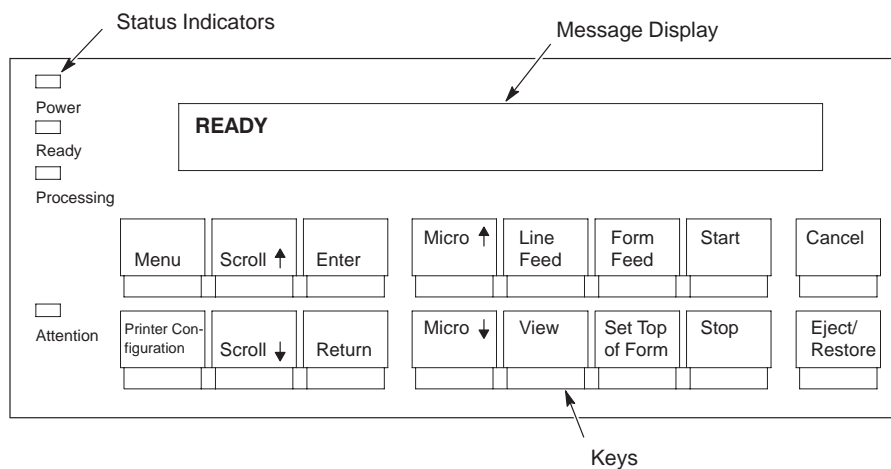 Status Indicators
Message Display
Power
READY
Ready
Processing
Menu
Scroll ↑
Enter
Micro ↑
Line
Feed
Form
Feed
Start
Cancel
Attention
Printer Con-
figuration
Scroll ↓
Return
Micro ↓
View
Set Top
of Form
Stop
Eject/
Restore
Keys